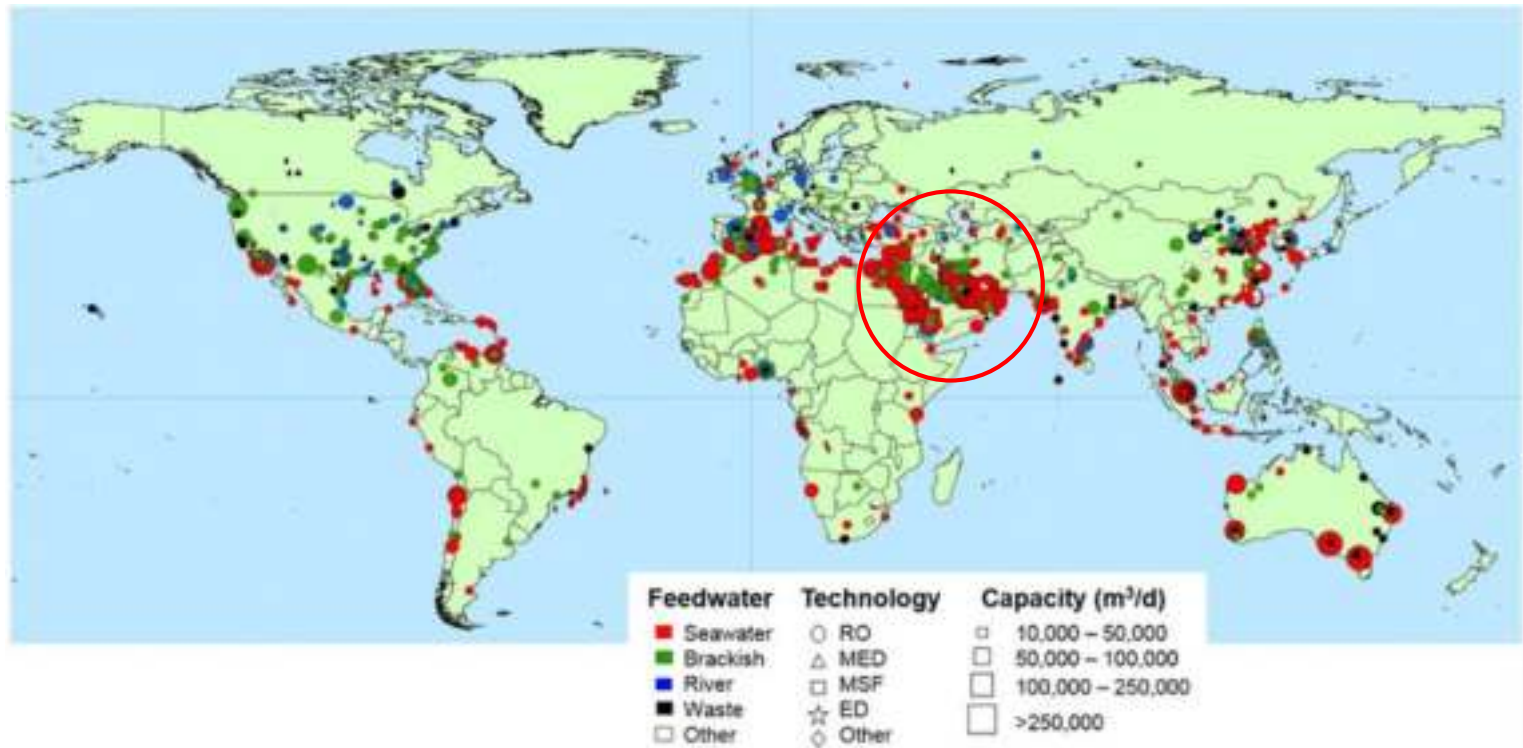 Feedwater Technology Capacity (m³/d)
Seawater RO 10,000 – 50,000
Brackish MED 50,000 – 100,000
River MSF 100,000 – 250,000
Waste ED >250,000
Other Other